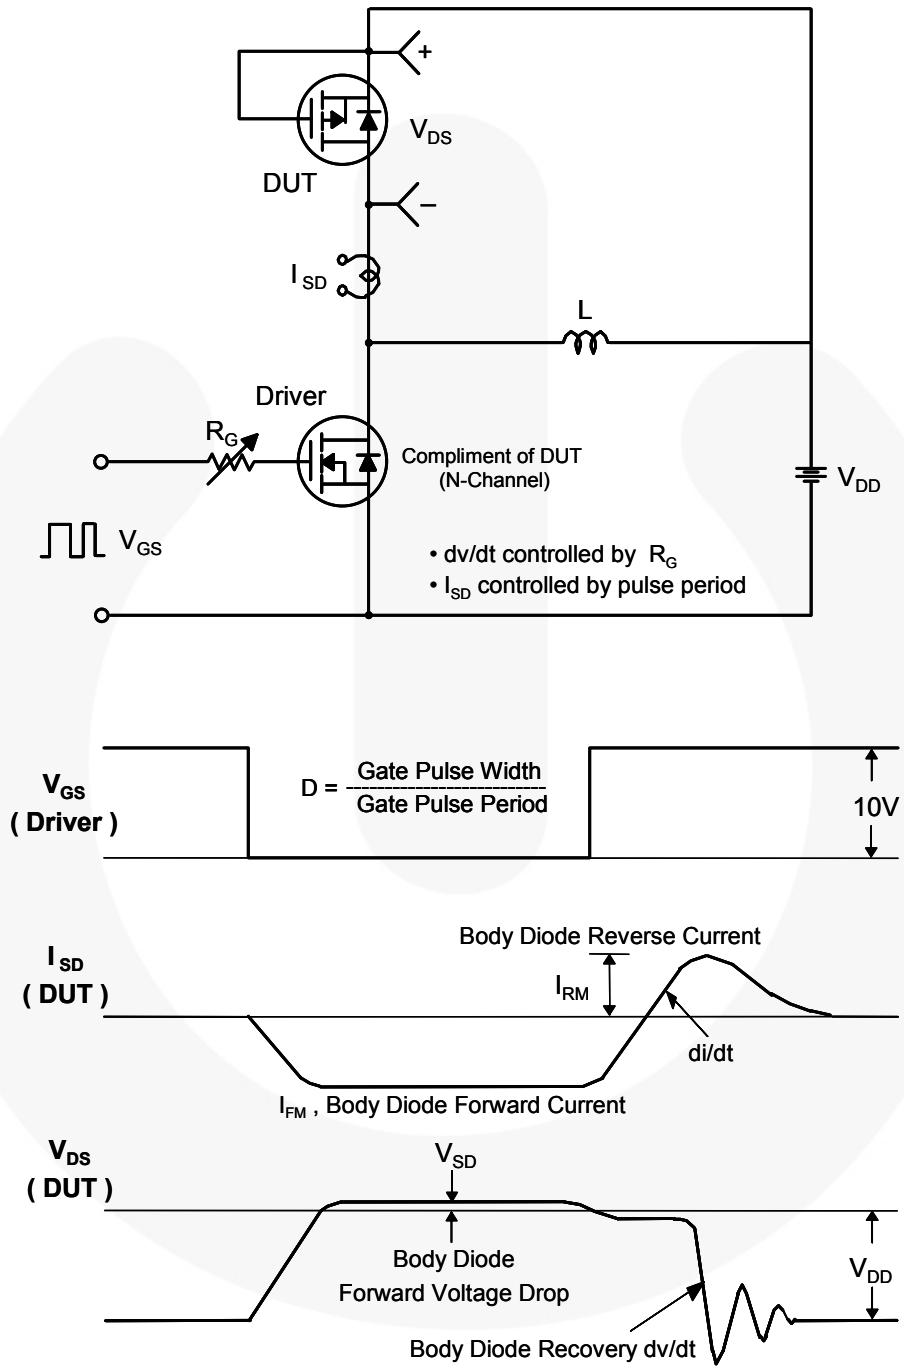 +
V_DS
DUT
–
I_SD
L
Driver
R_G
Compliment of DUT
(N-Channel)
V_DD
V_GS
• dv/dt controlled by R_G
• I_SD controlled by pulse period
V_GS
( Driver )
D = Gate Pulse Width
Gate Pulse Period
10V
I_SD
( DUT )
Body Diode Reverse Current
I_RM
di/dt
I_FM , Body Diode Forward Current
V_DS
( DUT )
V_SD
Body Diode
Forward Voltage Drop
V_DD
Body Diode Recovery dv/dt